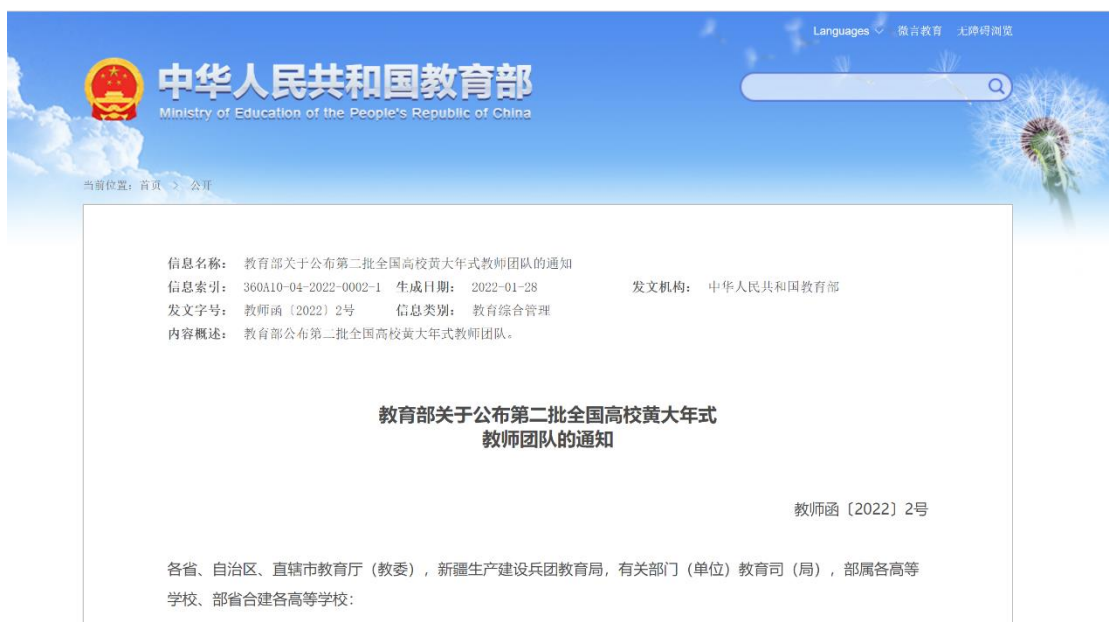 Languages 微言教育 无障碍浏览
中华人民共和国教育部
Ministry of Education of the People's Republic of China
当前位置：首页 > 公开
信息名称： 教育部关于公布第二批全国高校黄大年式教师团队的通知
信息索引： 360A10-04-2022-0002-1 生成日期： 2022-01-28 发文机构： 中华人民共和国教育部
发文字号： 教师函〔2022〕2号 信息类别： 教育综合管理
内容概述： 教育部公布第二批全国高校黄大年式教师团队。
教育部关于公布第二批全国高校黄大年式
教师团队的通知
教师函〔2022〕2号
各省、自治区、直辖市教育厅（教委），新疆生产建设兵团教育局，有关部门（单位）教育司（局），部属各高等
学校、部省合建各高等学校：